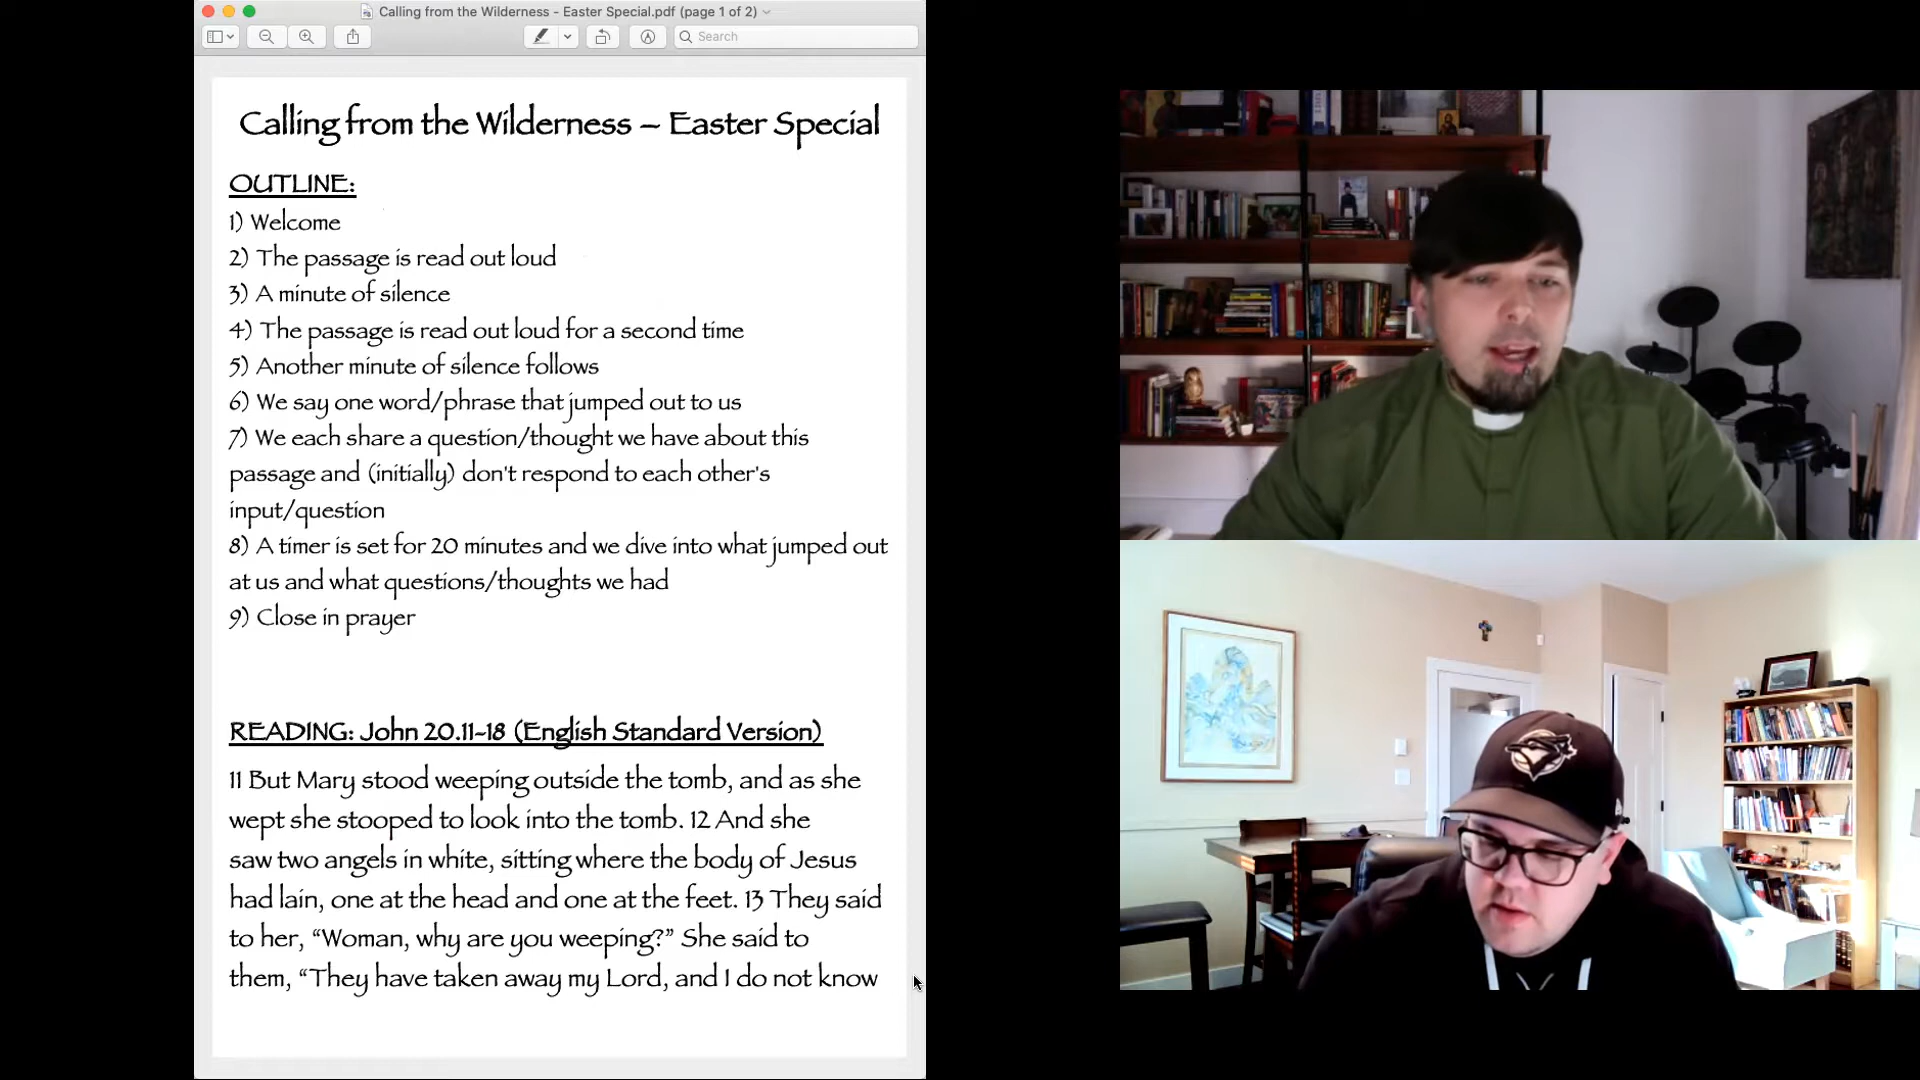 Calling from the Wilderness - Easter Special.pdf (page 1 of 2)
Search
Calling from the Wilderness – Easter Special
OUTLINE:
1) Welcome
2) The passage is read out loud
3) A minute of silence
4) The passage is read out loud for a second time
5) Another minute of silence follows
6) We say one word/phrase that jumped out to us
7) We each share a question/thought we have about this
passage and (initially) don't respond to each other's
input/question
8) A timer is set for 20 minutes and we dive into what jumped out
at us and what questions/thoughts we had
9) Close in prayer
READING: John 20.11-18 (English Standard Version)
11 But Mary stood weeping outside the tomb, and as she
wept she stooped to look into the tomb. 12 And she
saw two angels in white, sitting where the body of Jesus
had lain, one at the head and one at the feet. 13 They said
to her, “Woman, why are you weeping?” She said to
them, “They have taken away my Lord, and I do not know